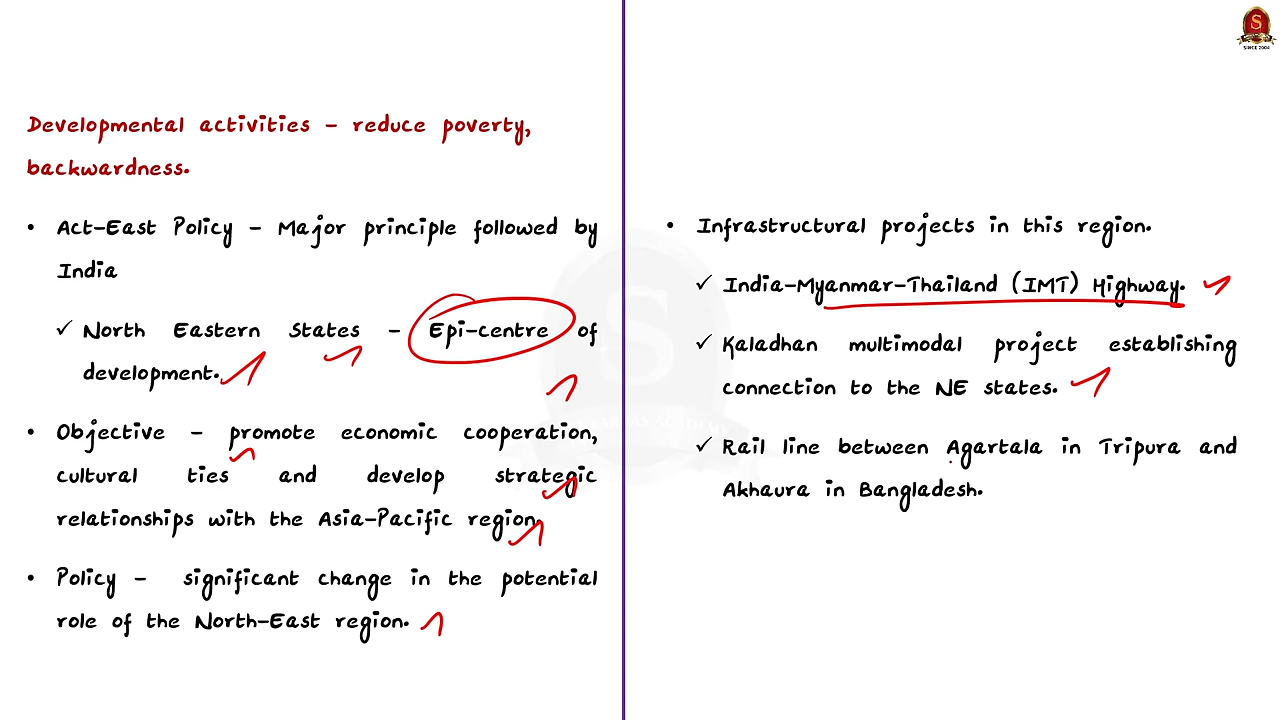 Developmental activities – reduce poverty,
backwardness.
• Act-East Policy – Major principle followed by
India
✓ North Eastern States – Epi-centre of
development.
• Objective – promote economic cooperation,
cultural ties and develop strategic
relationships with the Asia-Pacific region.
• Policy – significant change in the potential
role of the North-East region.
• Infrastructural projects in this region.
✓ India-Myanmar-Thailand (IMT) Highway.
✓ Kaladhan multimodal project establishing
connection to the NE states.
✓ Rail line between Agartala in Tripura and
Akhaura in Bangladesh.
S
SINCE 2004